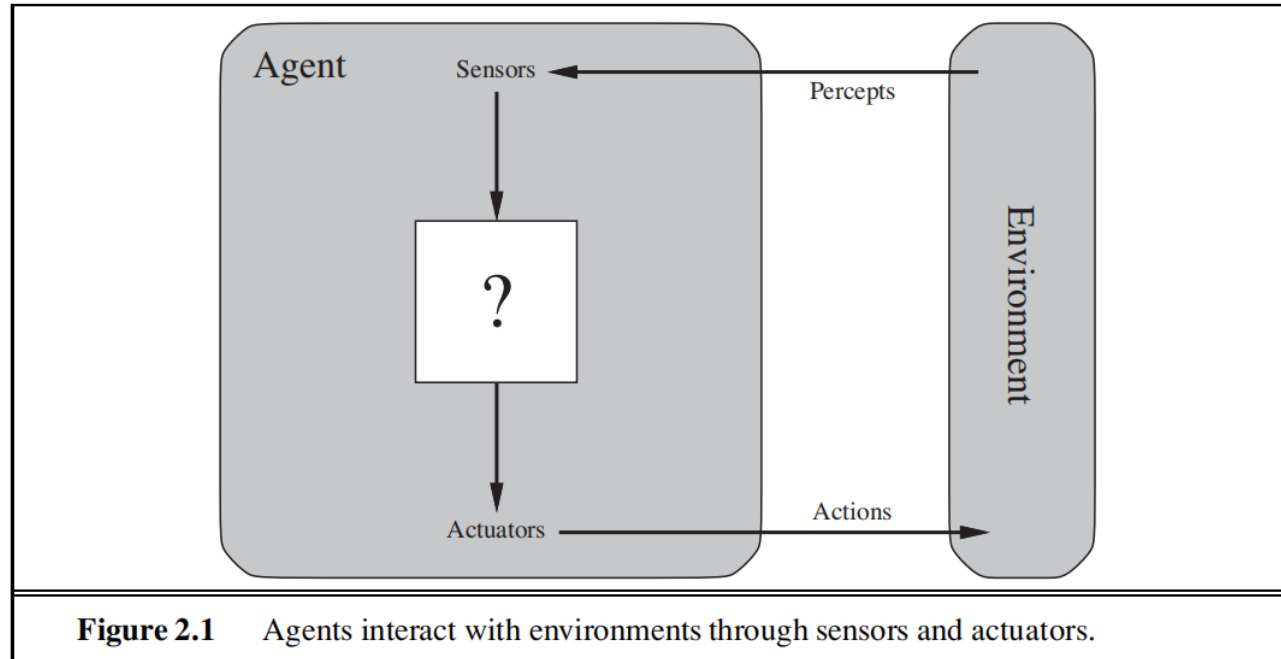 Agent
Sensors
Percepts
?
Environment
Actuators
Actions
Figure 2.1 Agents interact with environments through sensors and actuators.